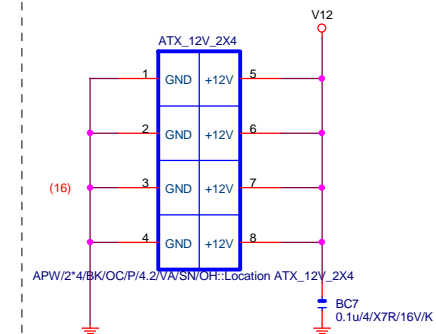 V12
ATX_12V_2X4
1 GND +12V 5
2 GND +12V 6
(16) 3 GND +12V 7
4 GND +12V 8
APW/2*4/BK/OC/P/4.2/VA/SN/OH::Location ATX_12V_2X4
BC7
0.1u/4/X7R/16V/K